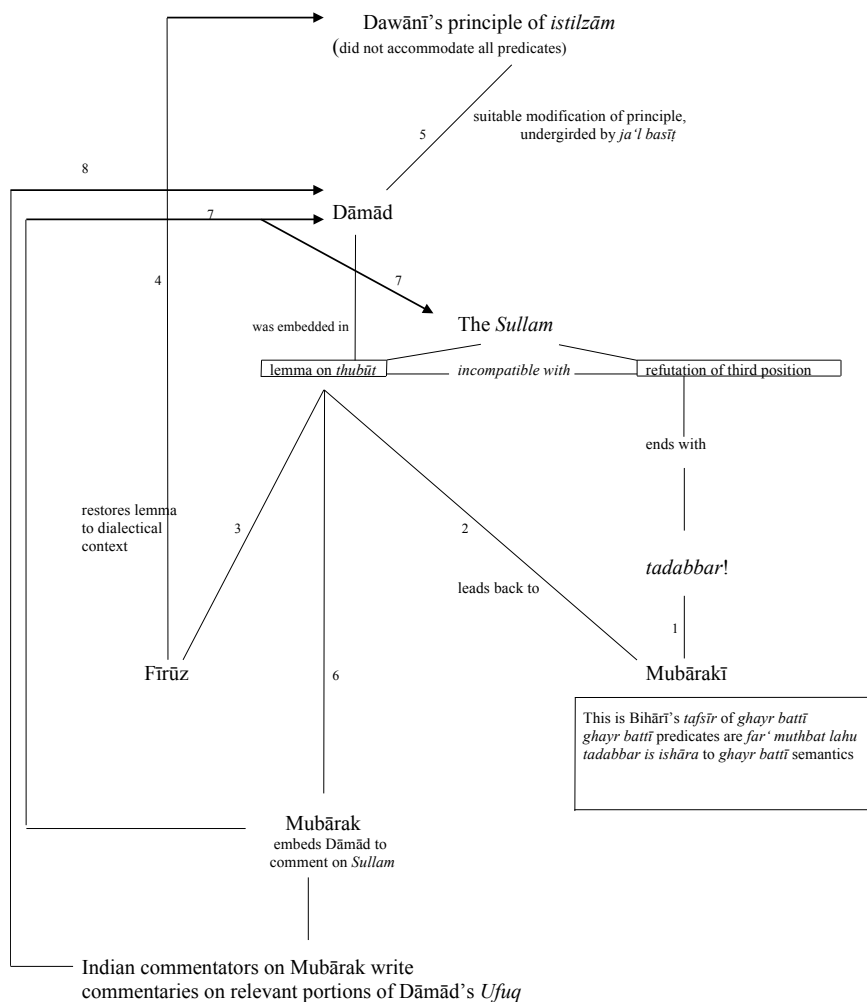 Dawānī’s principle of istilzām
(did not accommodate all predicates)
suitable modification of principle,
undergirded by ja‘l basīṭ
5
8
Dāmād
7
4
7
The Sullam
was embedded in
lemma on thubūt
incompatible with
refutation of third position
ends with
restores lemma
to dialectical
context
3
2
tadabbar!
leads back to
1
Fīrūz
6
Mubārakī
This is Bihārī’s tafsīr of ghayr battī
ghayr battī predicates are far‘ muthbat lahu
tadabbar is ishāra to ghayr battī semantics
Mubārak
embeds Dāmād to
comment on Sullam
Indian commentators on Mubārak write
commentaries on relevant portions of Dāmād’s Ufuq